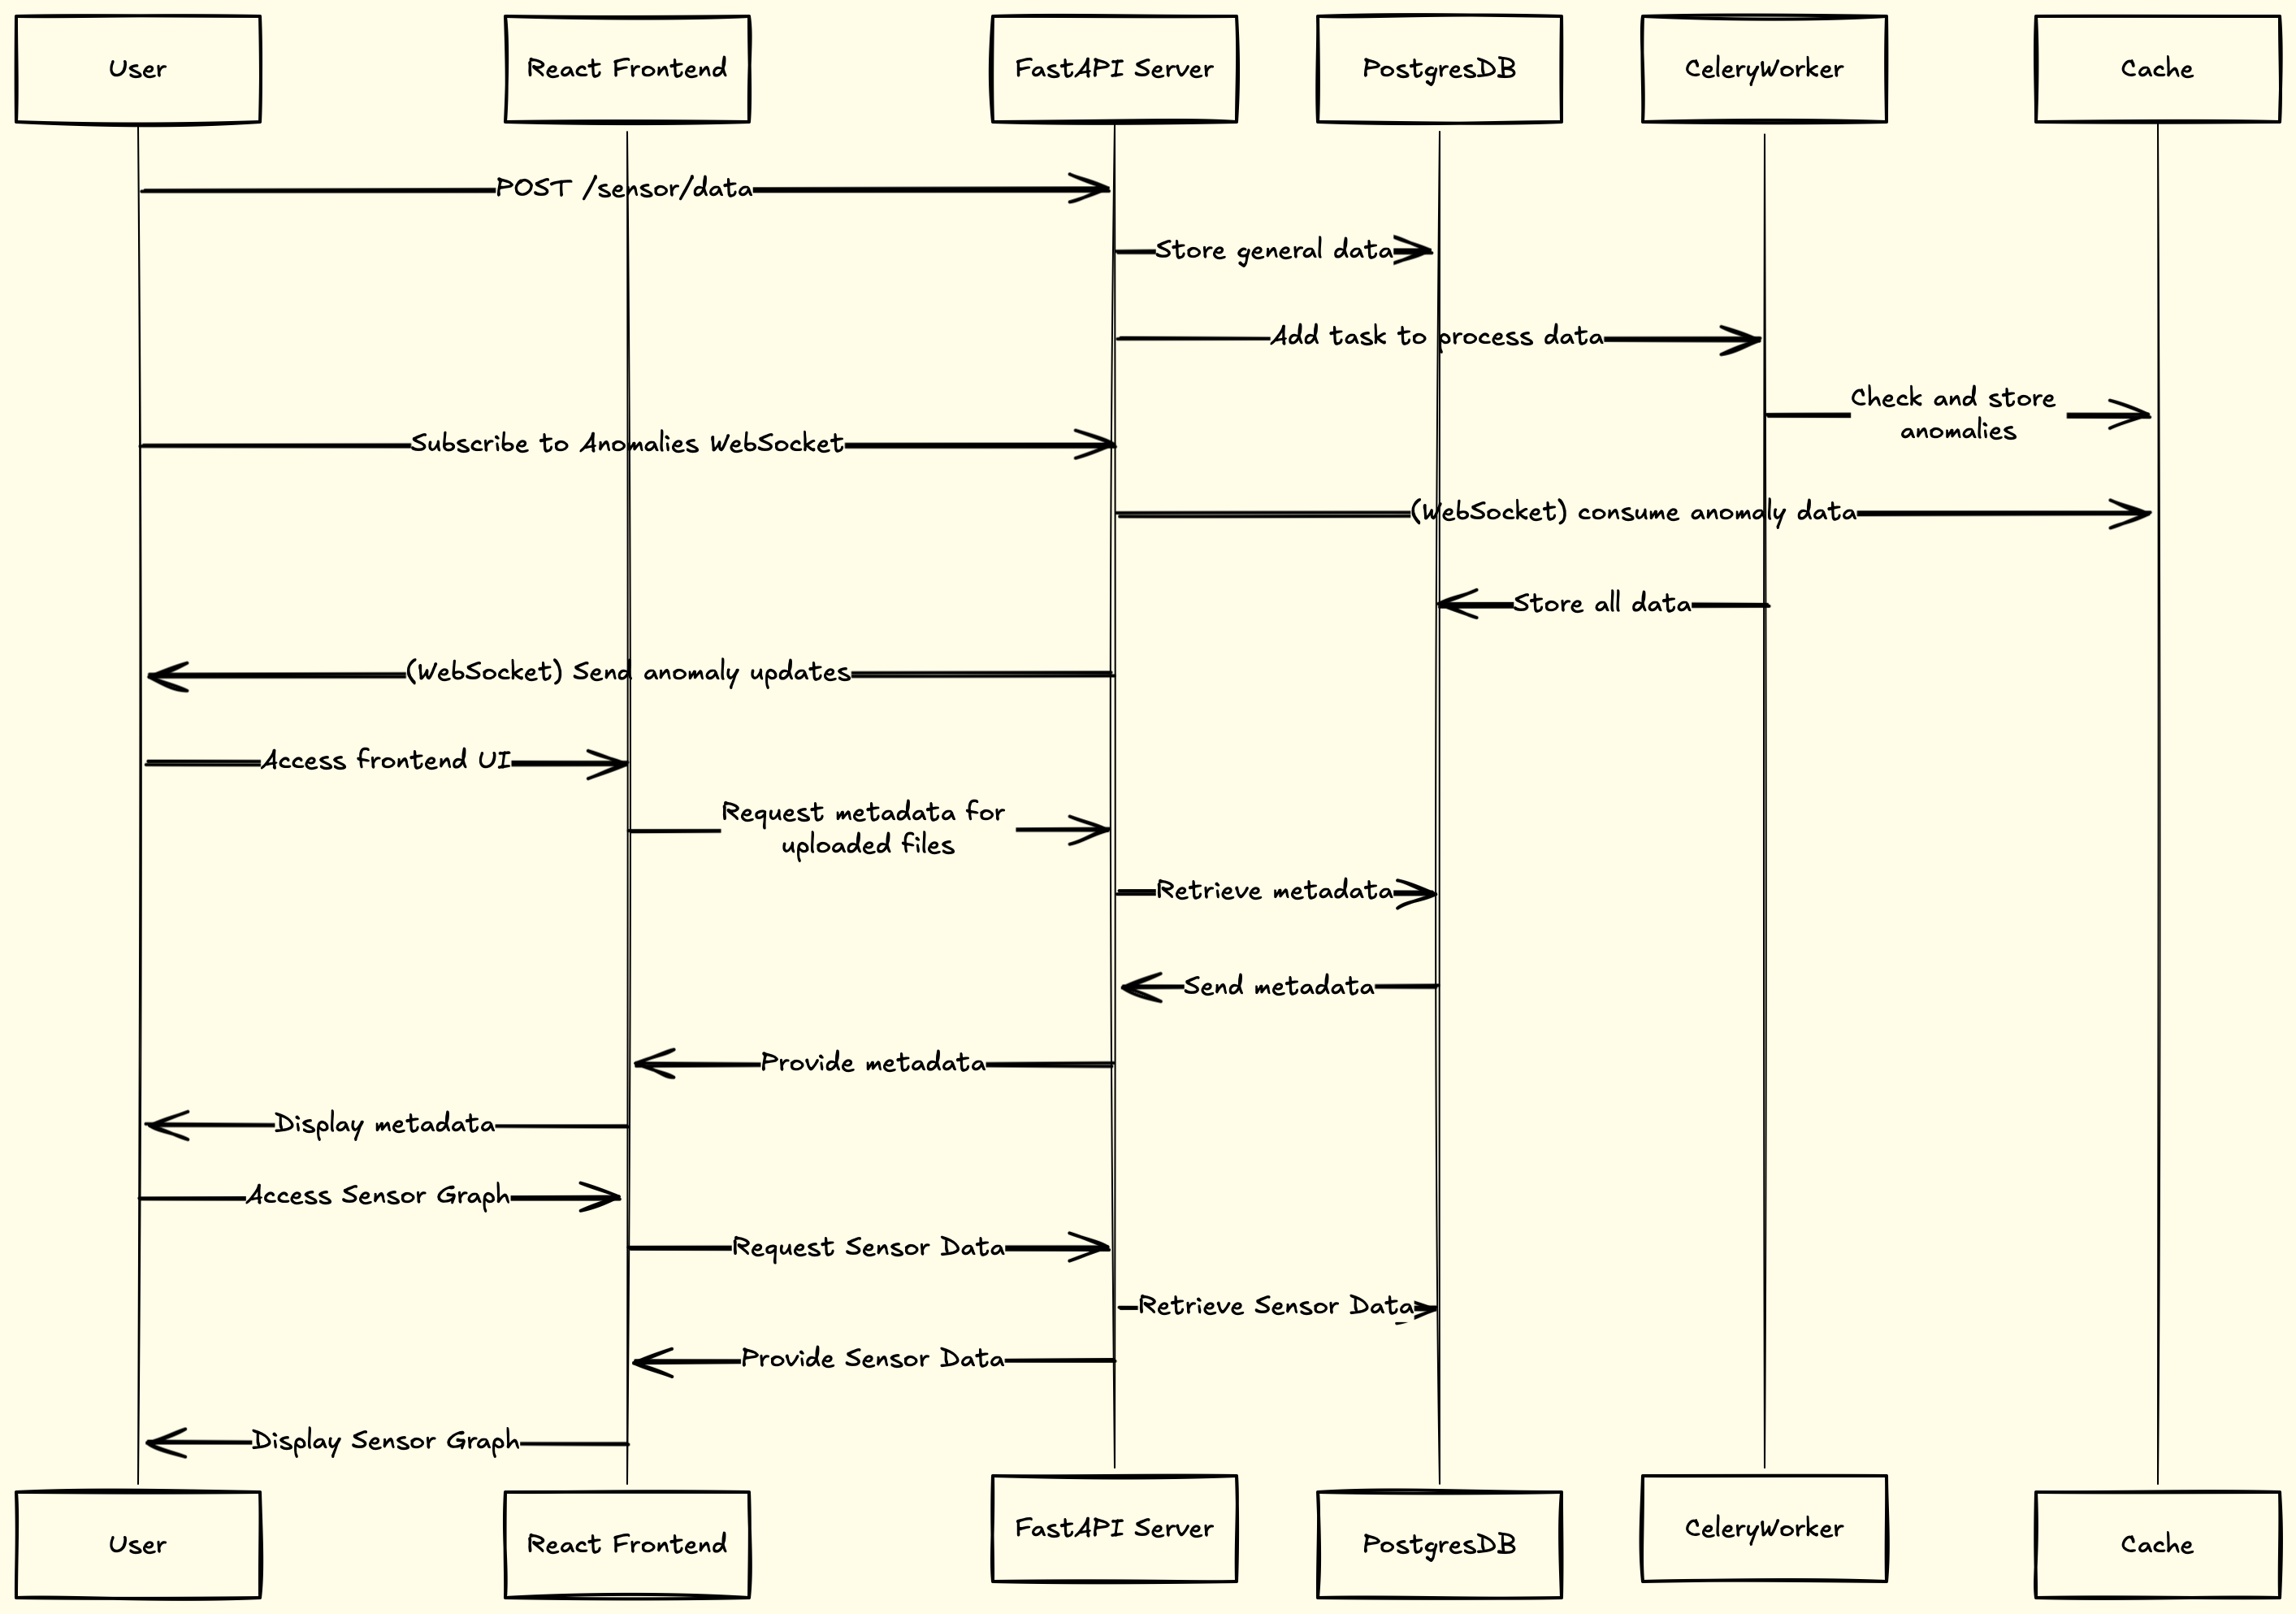 User
React Frontend
FastAPI Server
PostgresDB
CeleryWorker
Cache
POST /sensor/data
Store general data
Add task to process data
Check and store
anomalies
Subscribe to Anomalies WebSocket
(WebSocket) consume anomaly data
Store all data
(WebSocket) Send anomaly updates
Access frontend UI
Request metadata for
uploaded files
Retrieve metadata
Send metadata
Provide metadata
Display metadata
Access Sensor Graph
Request Sensor Data
Retrieve Sensor Data
Provide Sensor Data
Display Sensor Graph
User
React Frontend
FastAPI Server
PostgresDB
CeleryWorker
Cache